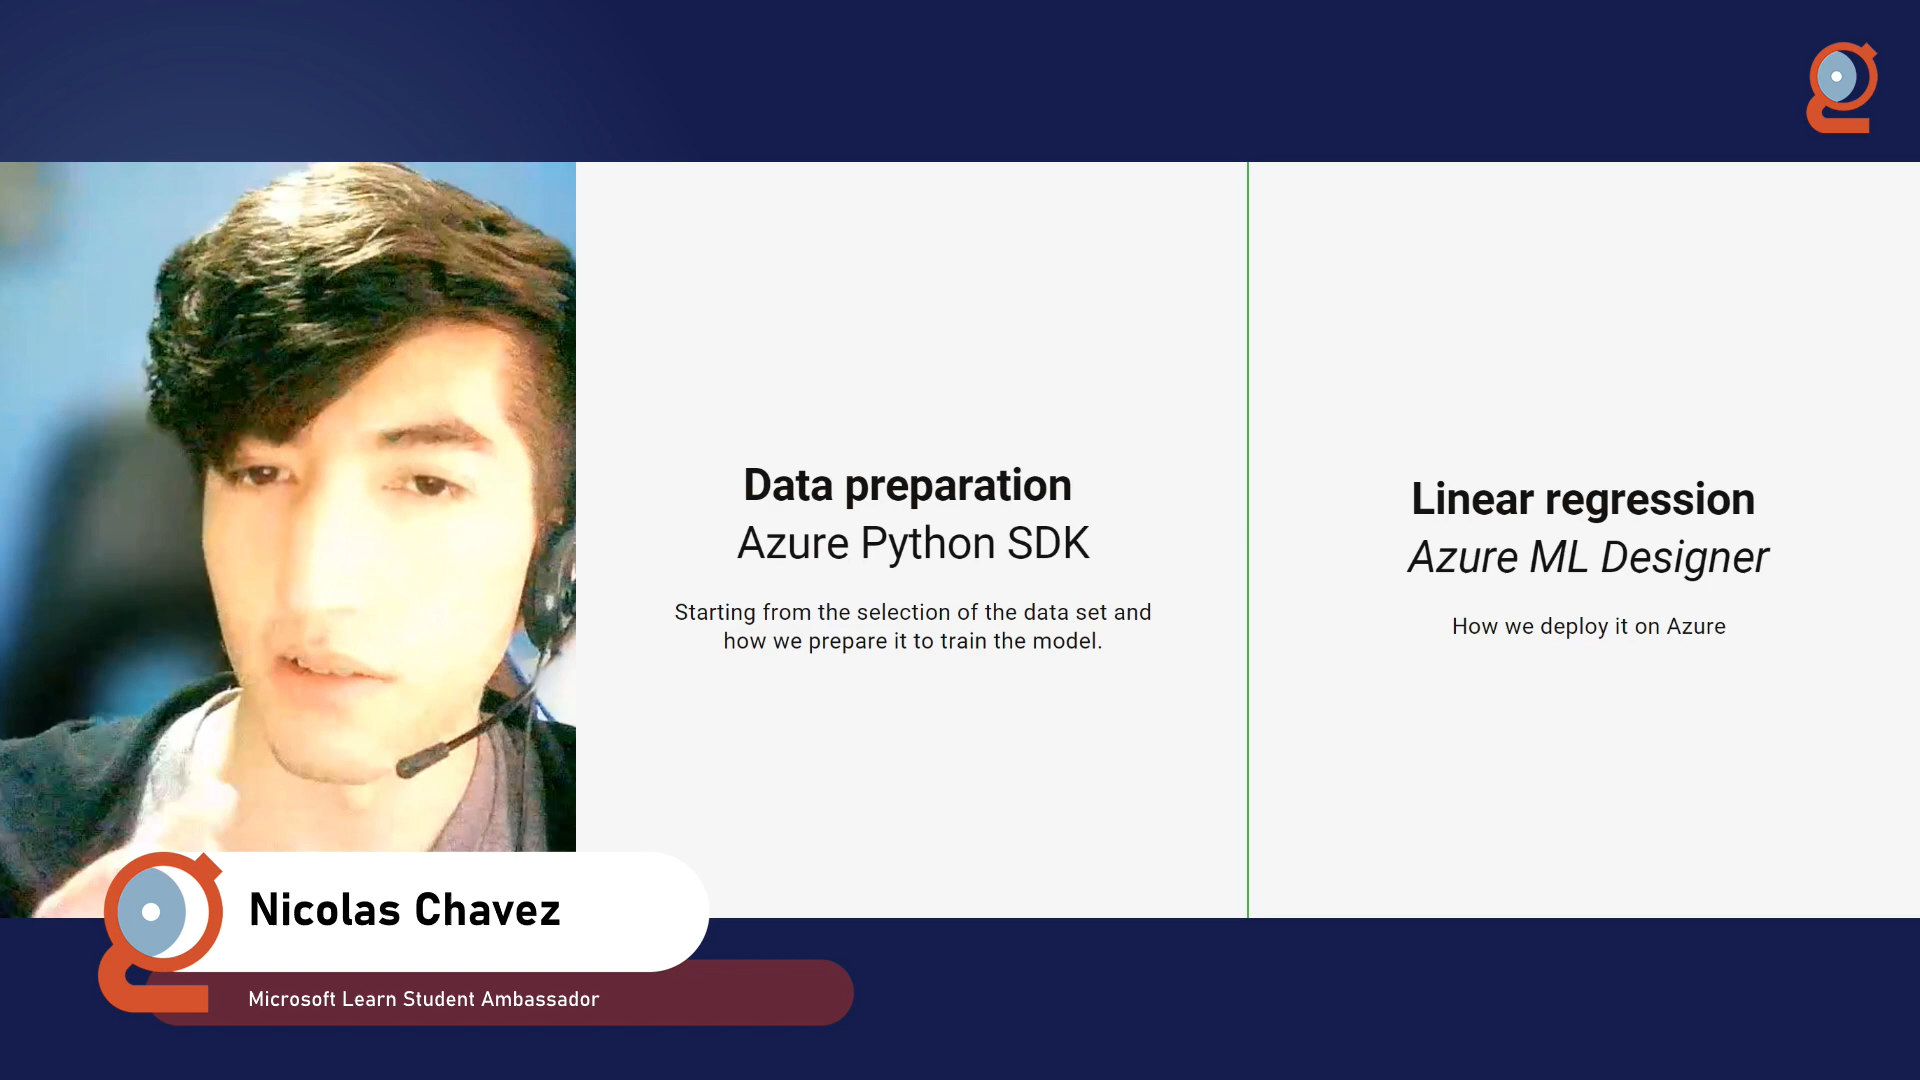 Data preparation
Azure Python SDK
Starting from the selection of the data set and
how we prepare it to train the model.
Linear regression
Azure ML Designer
How we deploy it on Azure
Nicolas Chavez
Microsoft Learn Student Ambassador